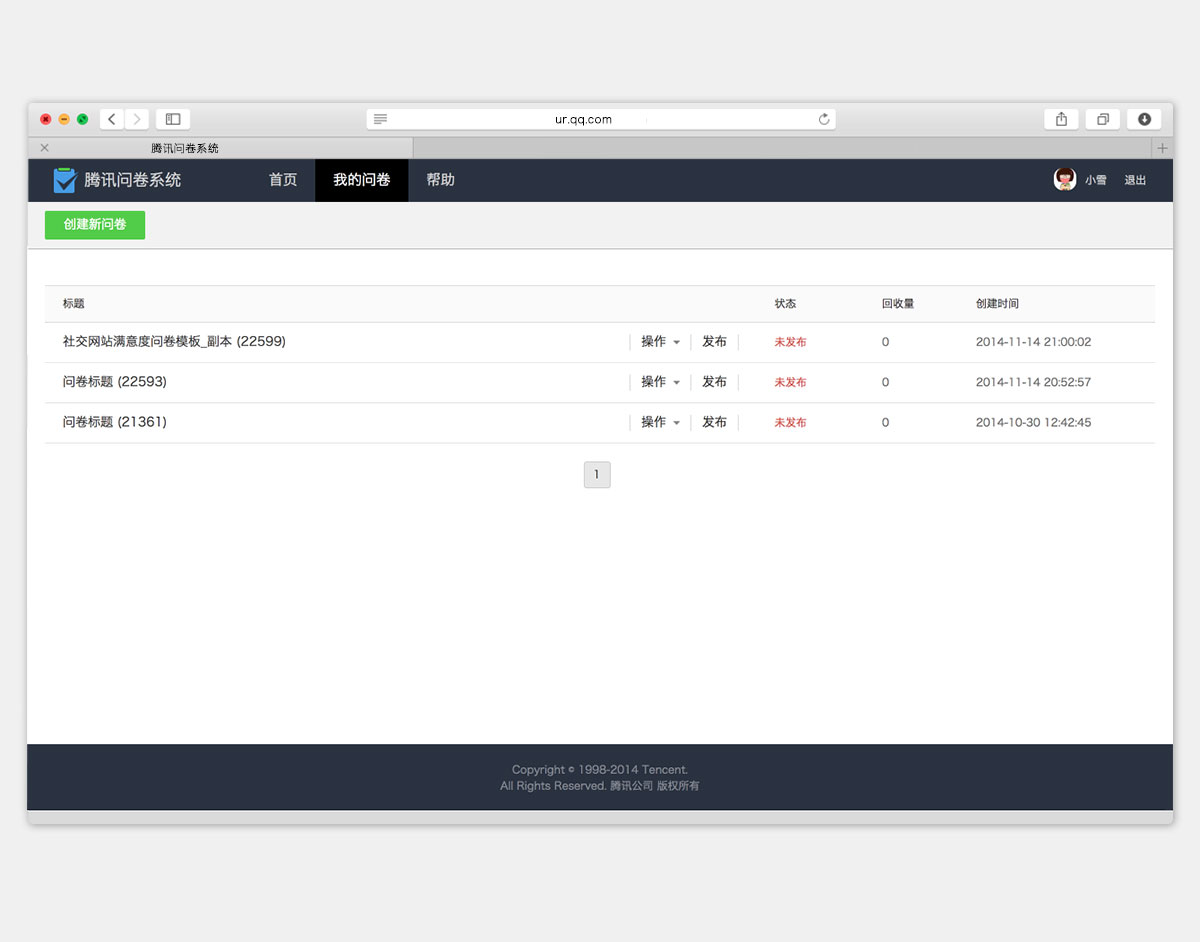 ur.qq.com
腾讯问卷系统
腾讯问卷系统 首页 我的问卷 帮助 小雪 退出
创建新问卷
标题 状态 回收量 创建时间
社交网站满意度问卷模板_副本 (22599) 操作 发布 未发布 0 2014-11-14 21:00:02
问卷标题 (22593) 操作 发布 未发布 0 2014-11-14 20:52:57
问卷标题 (21361) 操作 发布 未发布 0 2014-10-30 12:42:45
1
Copyright © 1998-2014 Tencent.
All Rights Reserved. 腾讯公司 版权所有